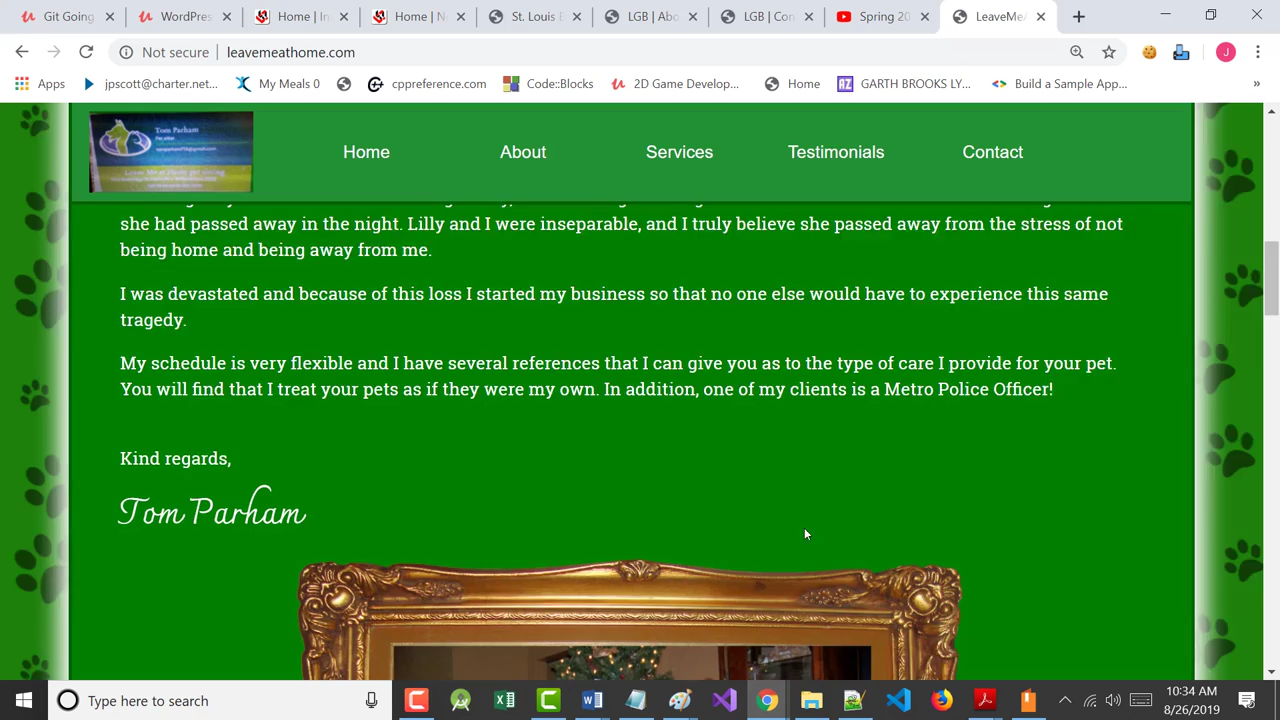 Git Going
WordPres
Home | In
Home | N
St. Louis B
LGB | Abo
LGB | Con
Spring 20
LeaveMeA
Not secure | leavemeathome.com
Apps
jpscott@charter.net...
My Meals 0
cppreference.com
Code::Blocks
2D Game Develop...
Home
GARTH BROOKS LY...
Build a Sample App...
»
Tom Parham
Home
About
Services
Testimonials
Contact
she had passed away in the night. Lilly and I were inseparable, and I truly believe she passed away from the stress of not
being home and being away from me.
I was devastated and because of this loss I started my business so that no one else would have to experience this same
tragedy.
My schedule is very flexible and I have several references that I can give you as to the type of care I provide for your pet.
You will find that I treat your pets as if they were my own. In addition, one of my clients is a Metro Police Officer!
Kind regards,
Tom Parham
Type here to search
10:34 AM
8/26/2019